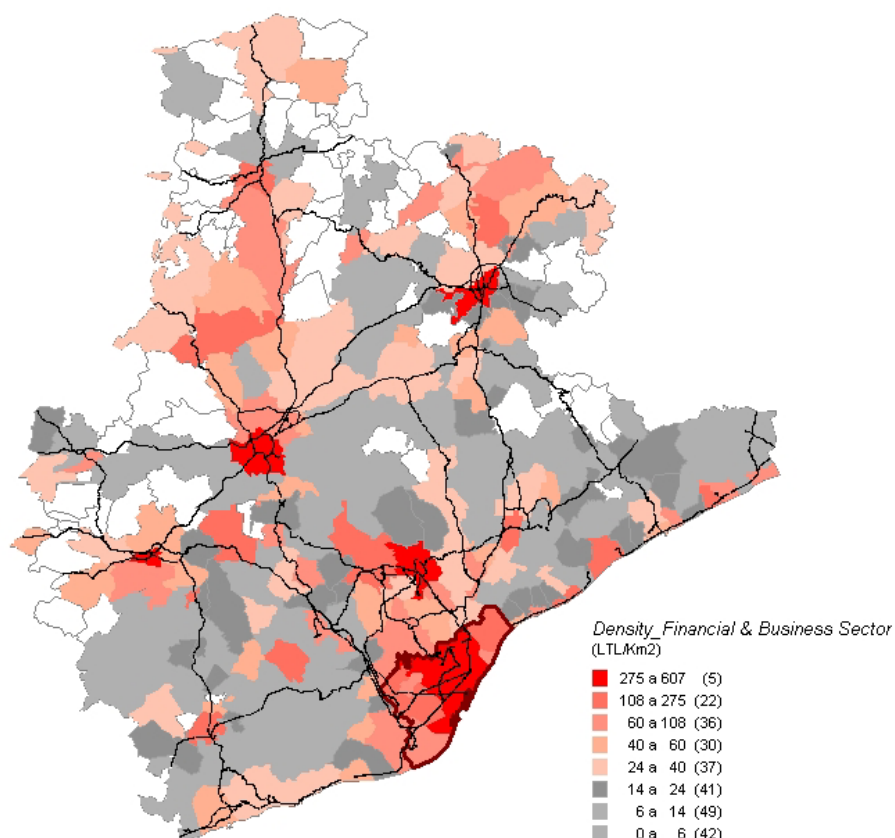 Density_Financial & Business Sector
(LTL/Km2)
275 a 607 (5)
108 a 275 (22)
60 a 108 (36)
40 a 60 (30)
24 a 40 (37)
14 a 24 (41)
6 a 14 (49)
0 a 6 (42)